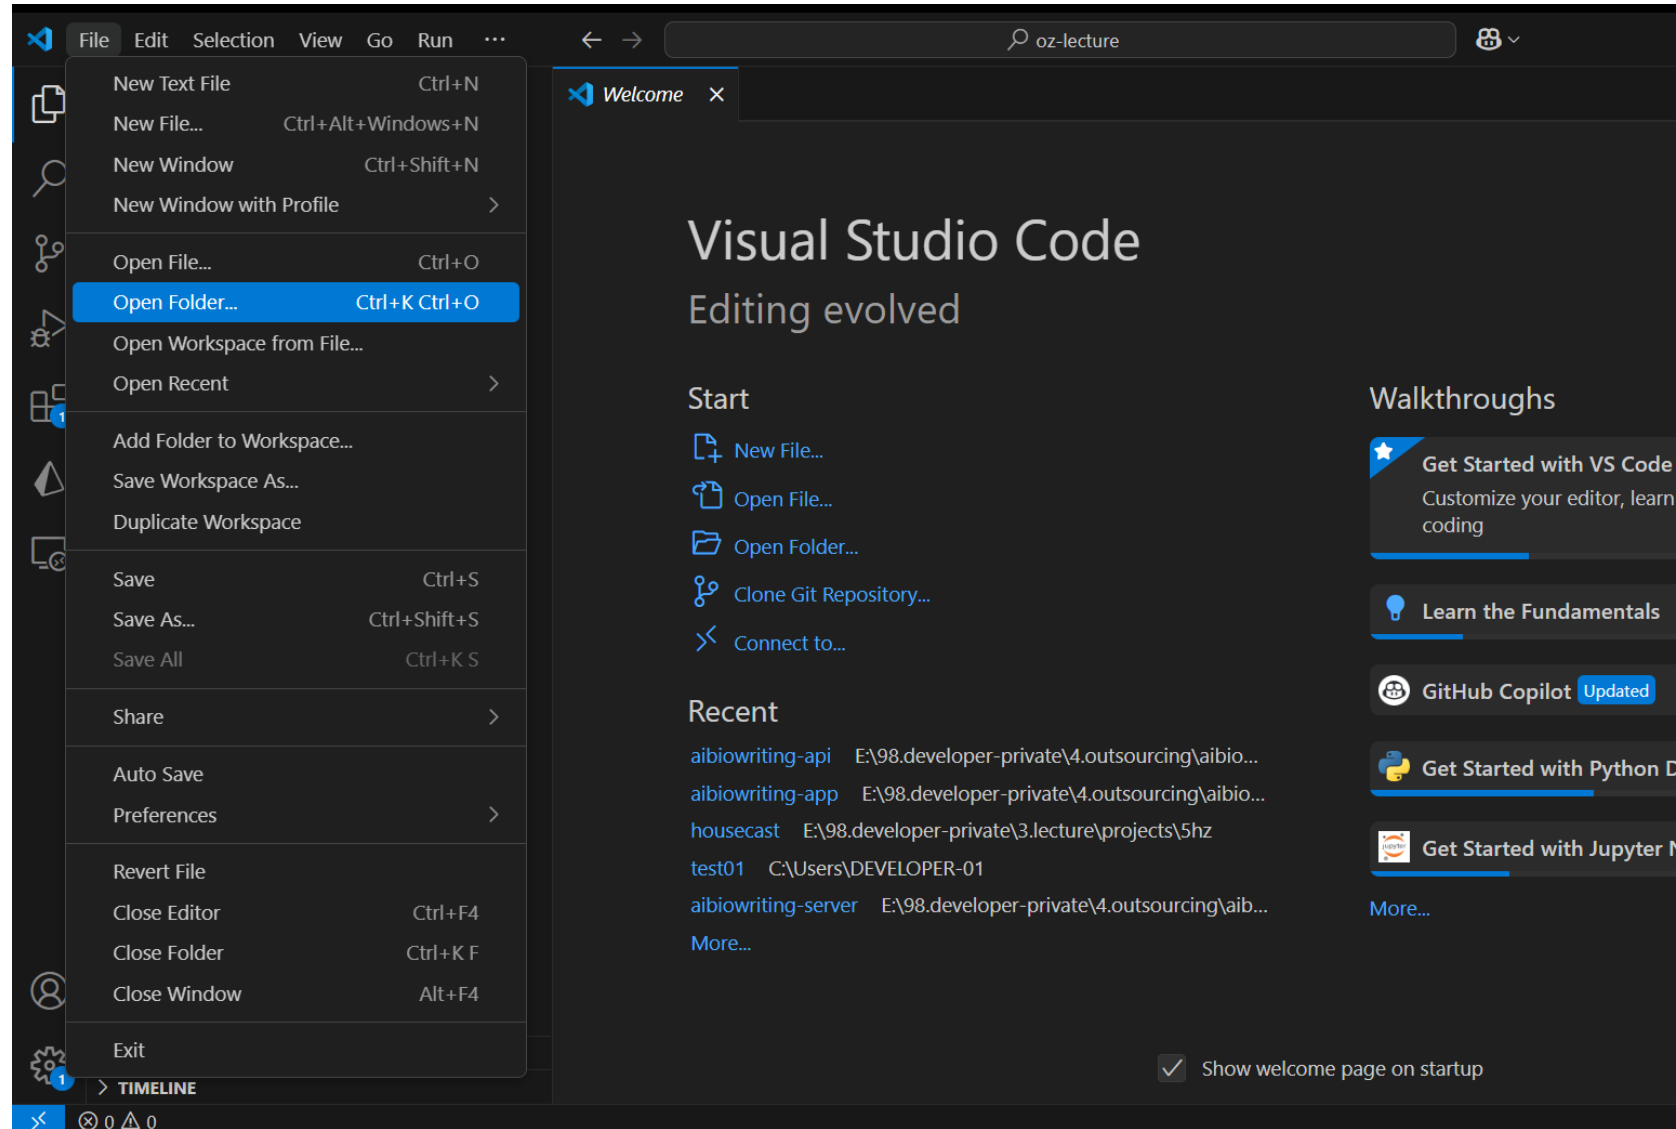 File Edit Selection View Go Run ···
oz-lecture
New Text File Ctrl+N
New File... Ctrl+Alt+Windows+N
New Window Ctrl+Shift+N
New Window with Profile
Open File... Ctrl+O
Open Folder... Ctrl+K Ctrl+O
Open Workspace from File...
Open Recent
Add Folder to Workspace...
Save Workspace As...
Duplicate Workspace
Save Ctrl+S
Save As... Ctrl+Shift+S
Save All Ctrl+K S
Share
Auto Save
Preferences
Revert File
Close Editor Ctrl+F4
Close Folder Ctrl+K F
Close Window Alt+F4
Exit
1
1
TIMELINE
0 0
Welcome
Visual Studio Code
Editing evolved
Start
New File...
Open File...
Open Folder...
Clone Git Repository...
Connect to...
Recent
aibiowriting-api E:\98.developer-private\4.outsourcing\aibio...
aibiowriting-app E:\98.developer-private\4.outsourcing\aibio...
housecast E:\98.developer-private\3.lecture\projects\5hz
test01 C:\Users\DEVELOPER-01
aibiowriting-server E:\98.developer-private\4.outsourcing\aib...
More...
Walkthroughs
Get Started with VS Code
Customize your editor, learn
coding
Learn the Fundamentals
GitHub Copilot Updated
Get Started with Python D
jupyter
Get Started with Jupyter N
More...
Show welcome page on startup